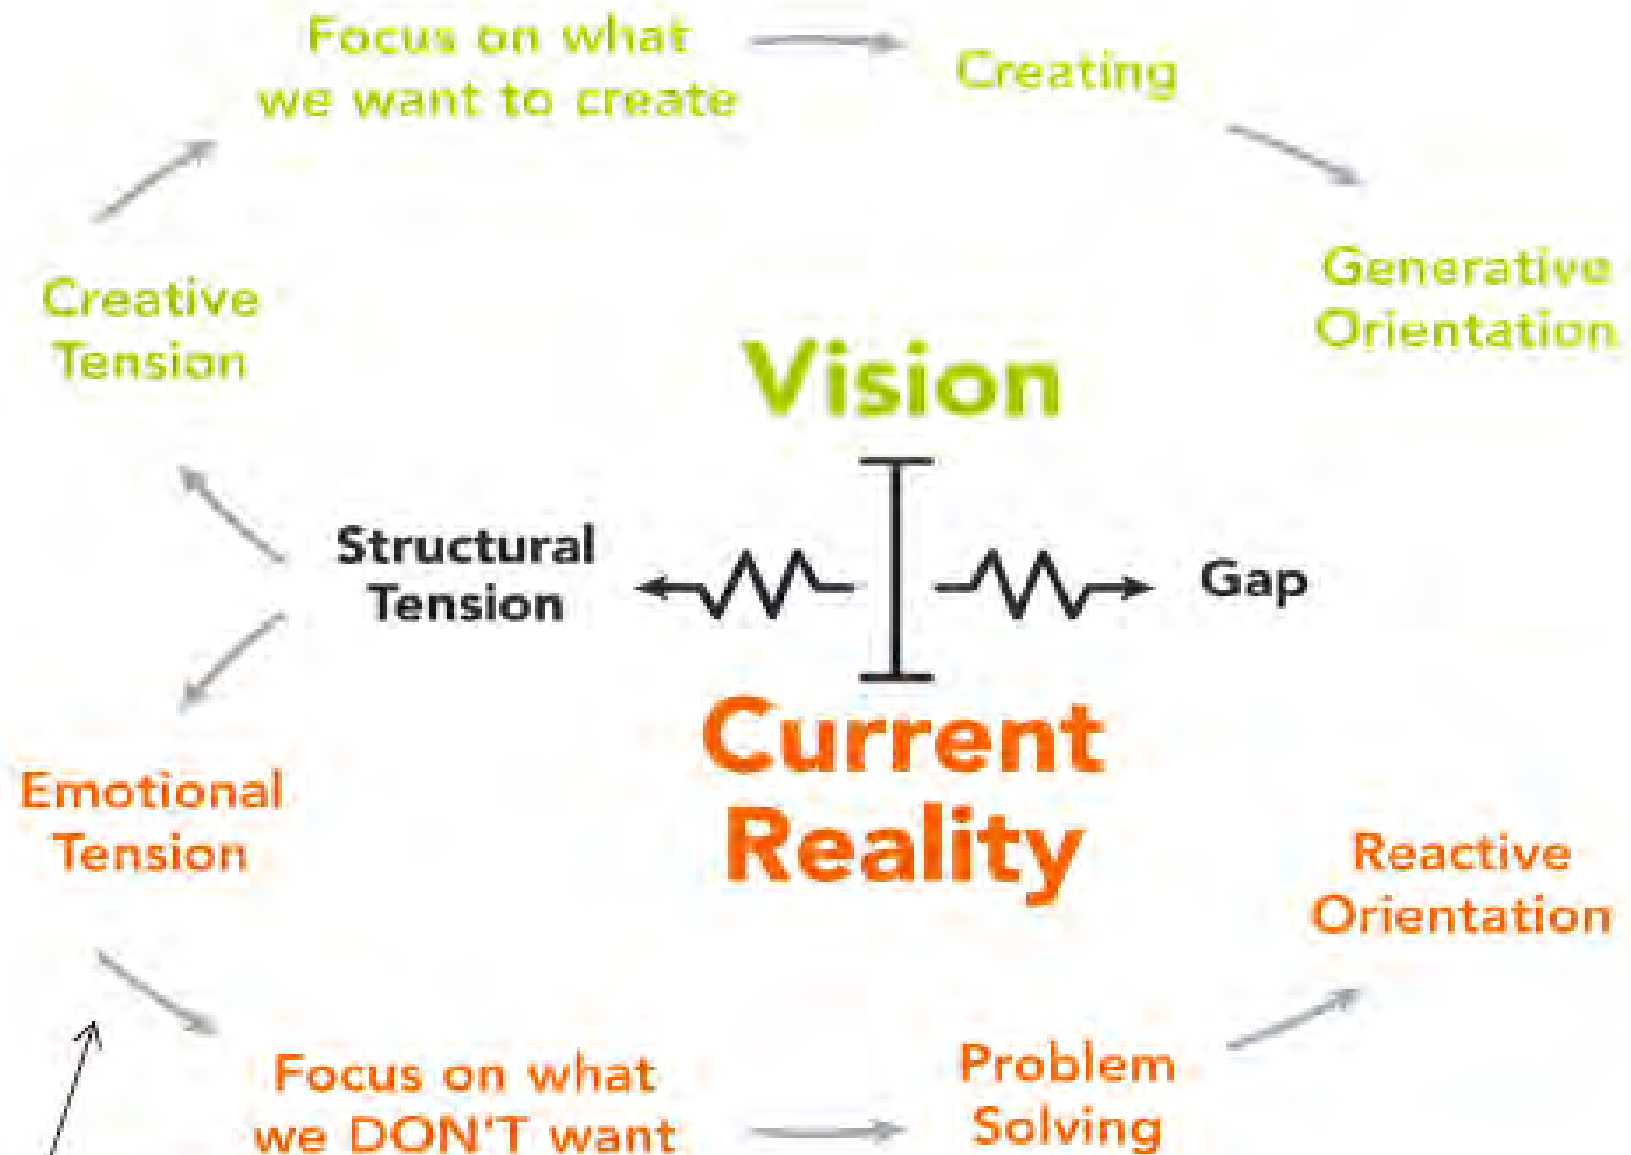 Focus on what
we want to create
Creating
Creative
Tension
Generative
Orientation
Vision
Structural
Tension
Gap
Current
Reality
Emotional
Tension
Reactive
Orientation
Focus on what
we DON'T want
Problem
Solving